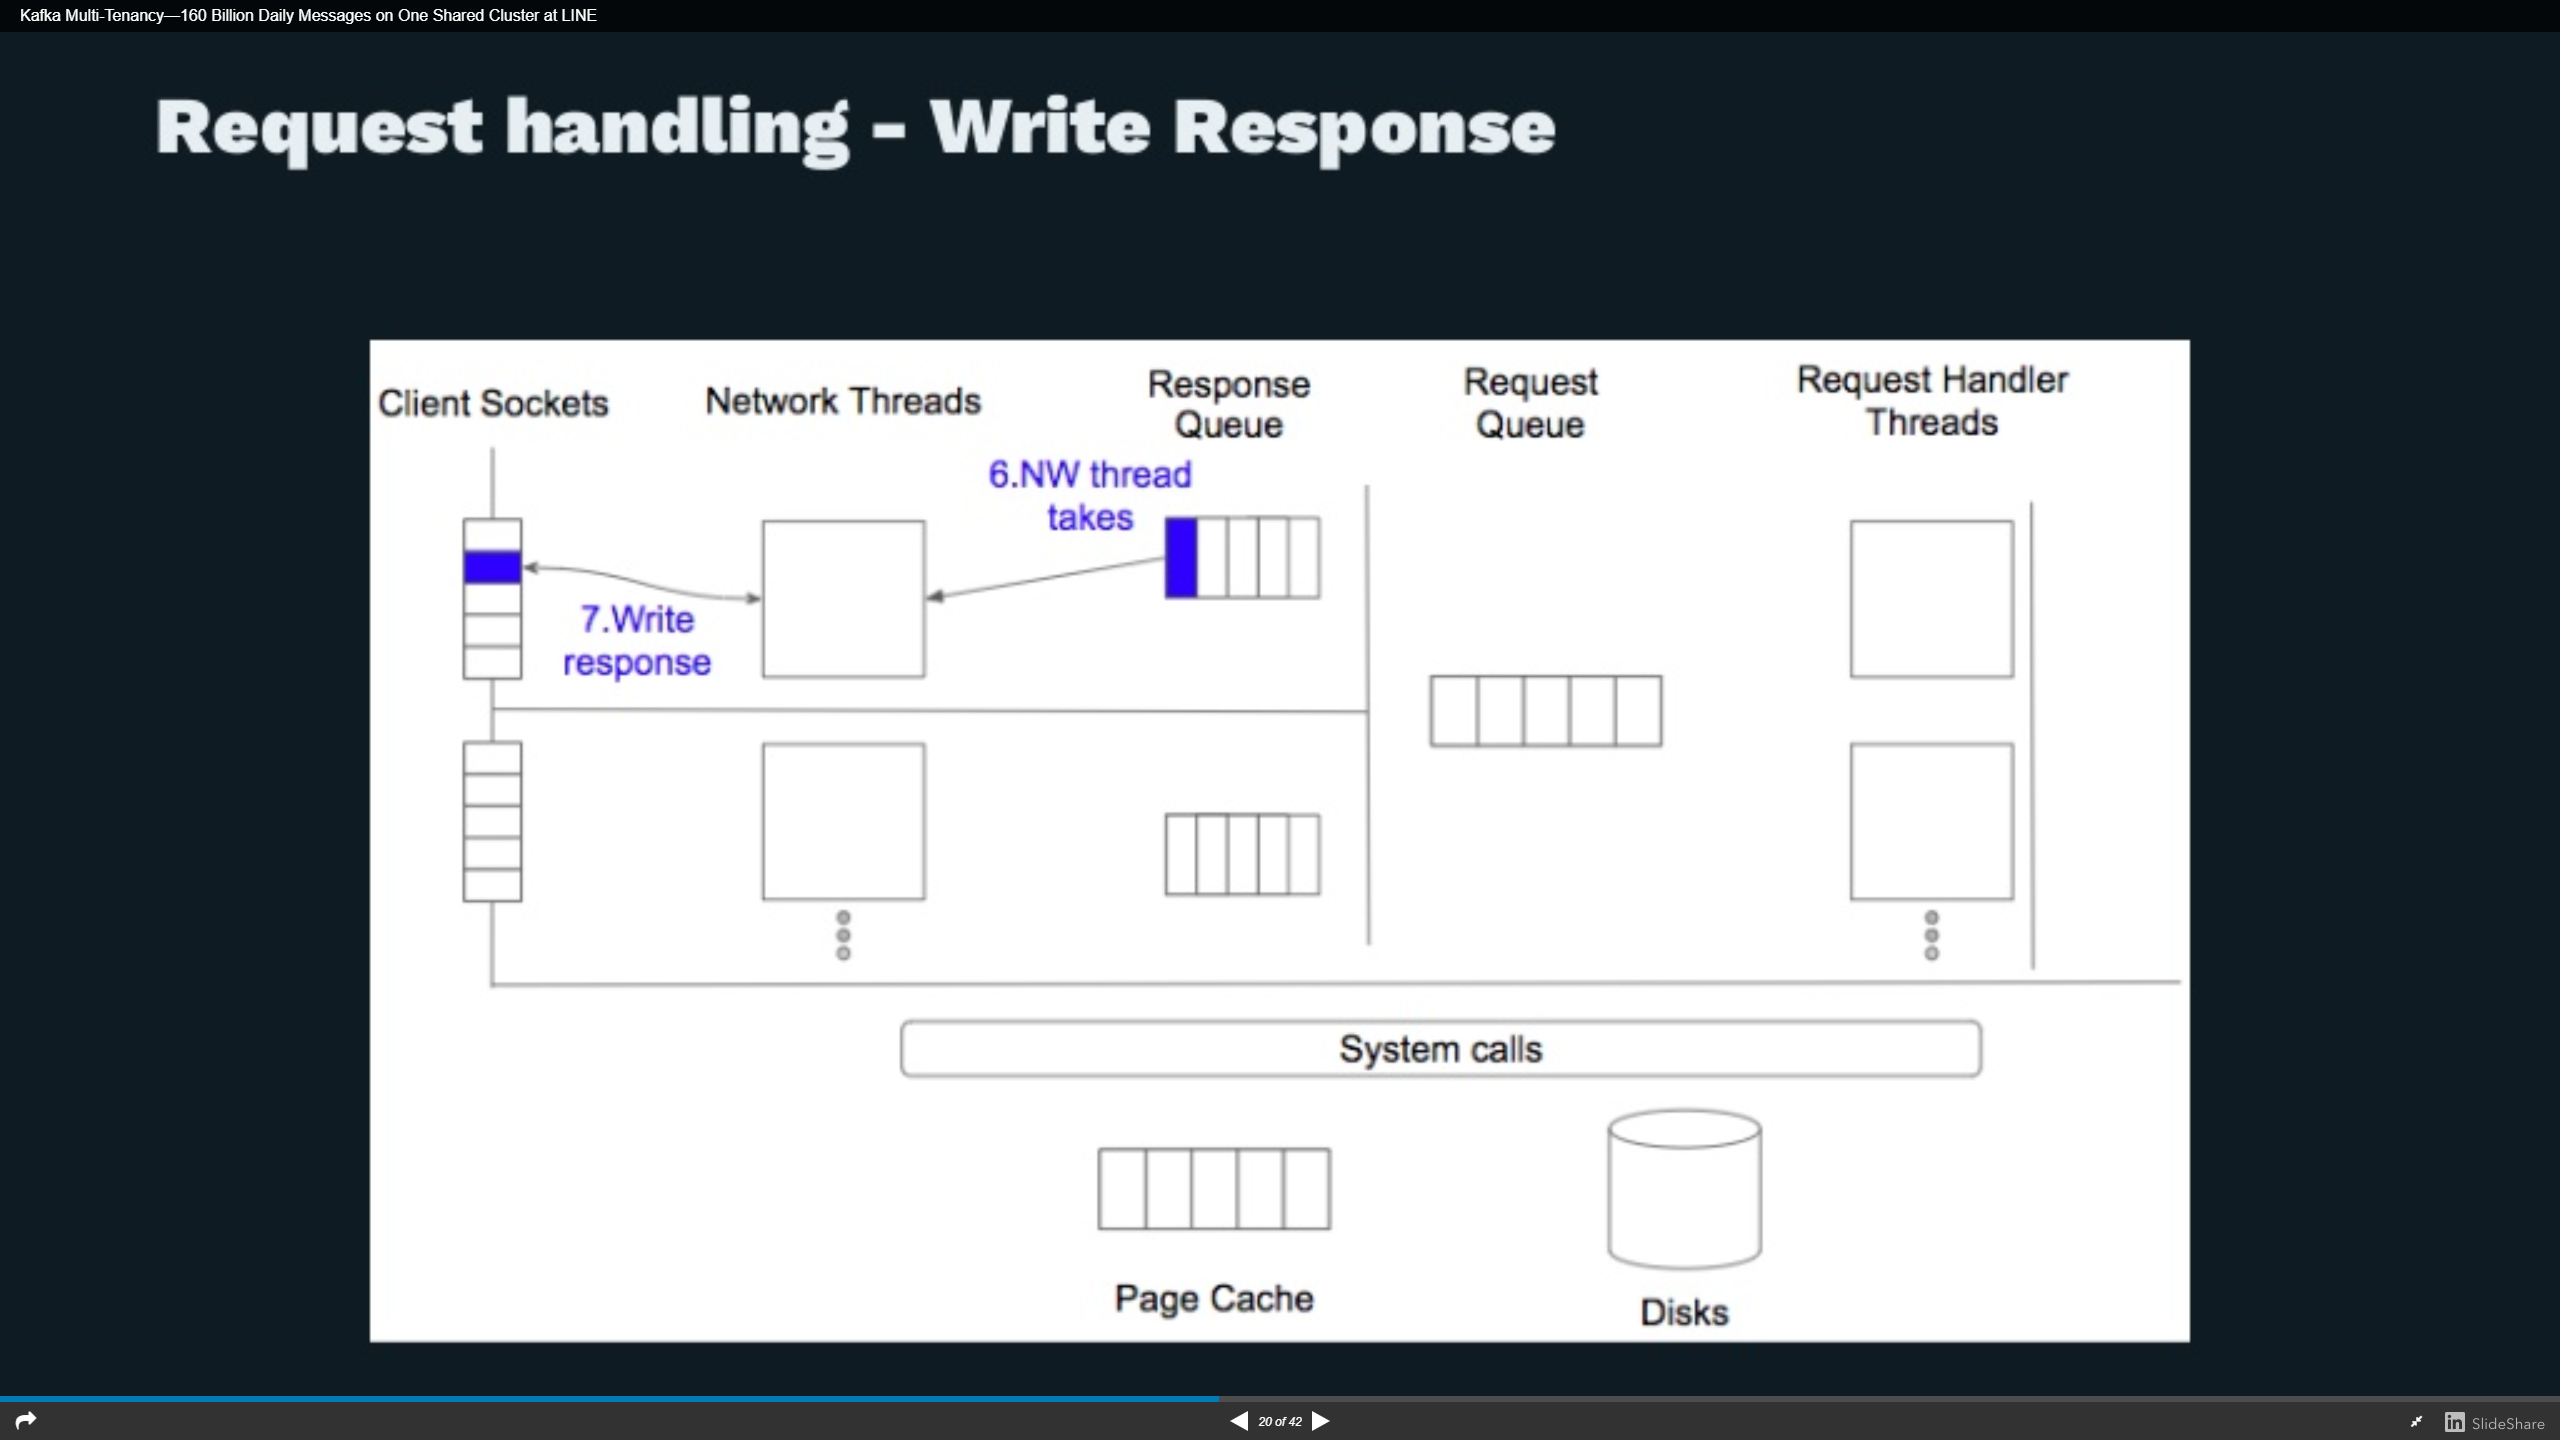 Kafka Multi-Tenancy—160 Billion Daily Messages on One Shared Cluster at LINE
Request handling - Write Response
Client Sockets
Network Threads
Response
Queue
Request
Queue
Request Handler
Threads
6.NW thread
takes
7.Write
response
System calls
Page Cache
Disks
20 of 42
in SlideShare